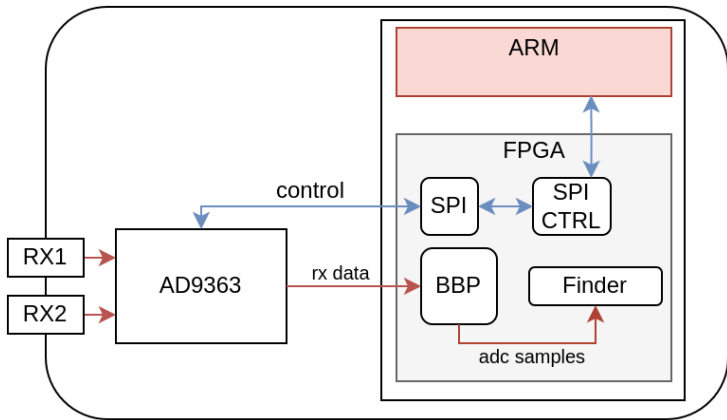 ARM
FPGA
control
SPI
SPI
CTRL
RX1
RX2
AD9363
rx data
BBP
Finder
adc samples